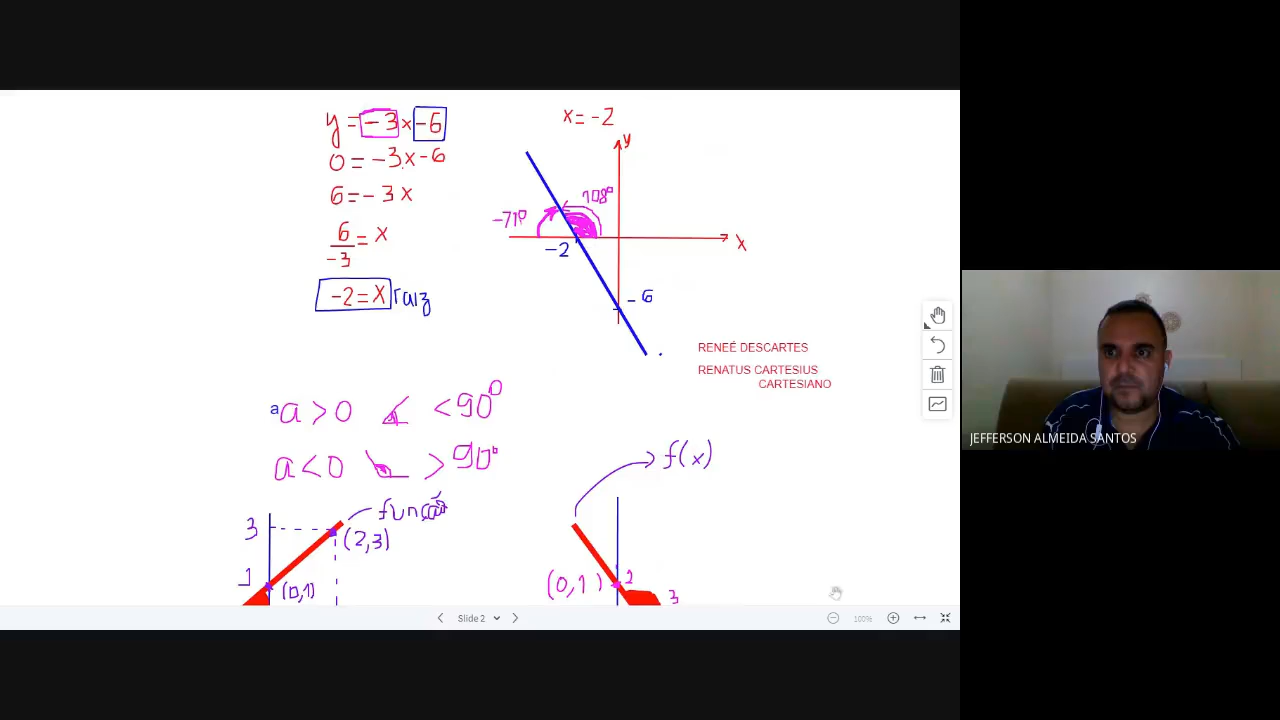 y = -3x -6
0 = -3x -6
6 = -3x
6/-3 = x
-2 = x raiz
x = -2
y
108°
-71°
-2
x
-6
RENEÉ DESCARTES
RENATUS CARTESIUS
CARTESIANO
a a > 0 < 90°
a < 0 > 90°
função
3
(2,3)
1
(0,1)
f(x)
(0,1)
2
3
Slide 2
100%
JEFFERSON ALMEIDA SANTOS